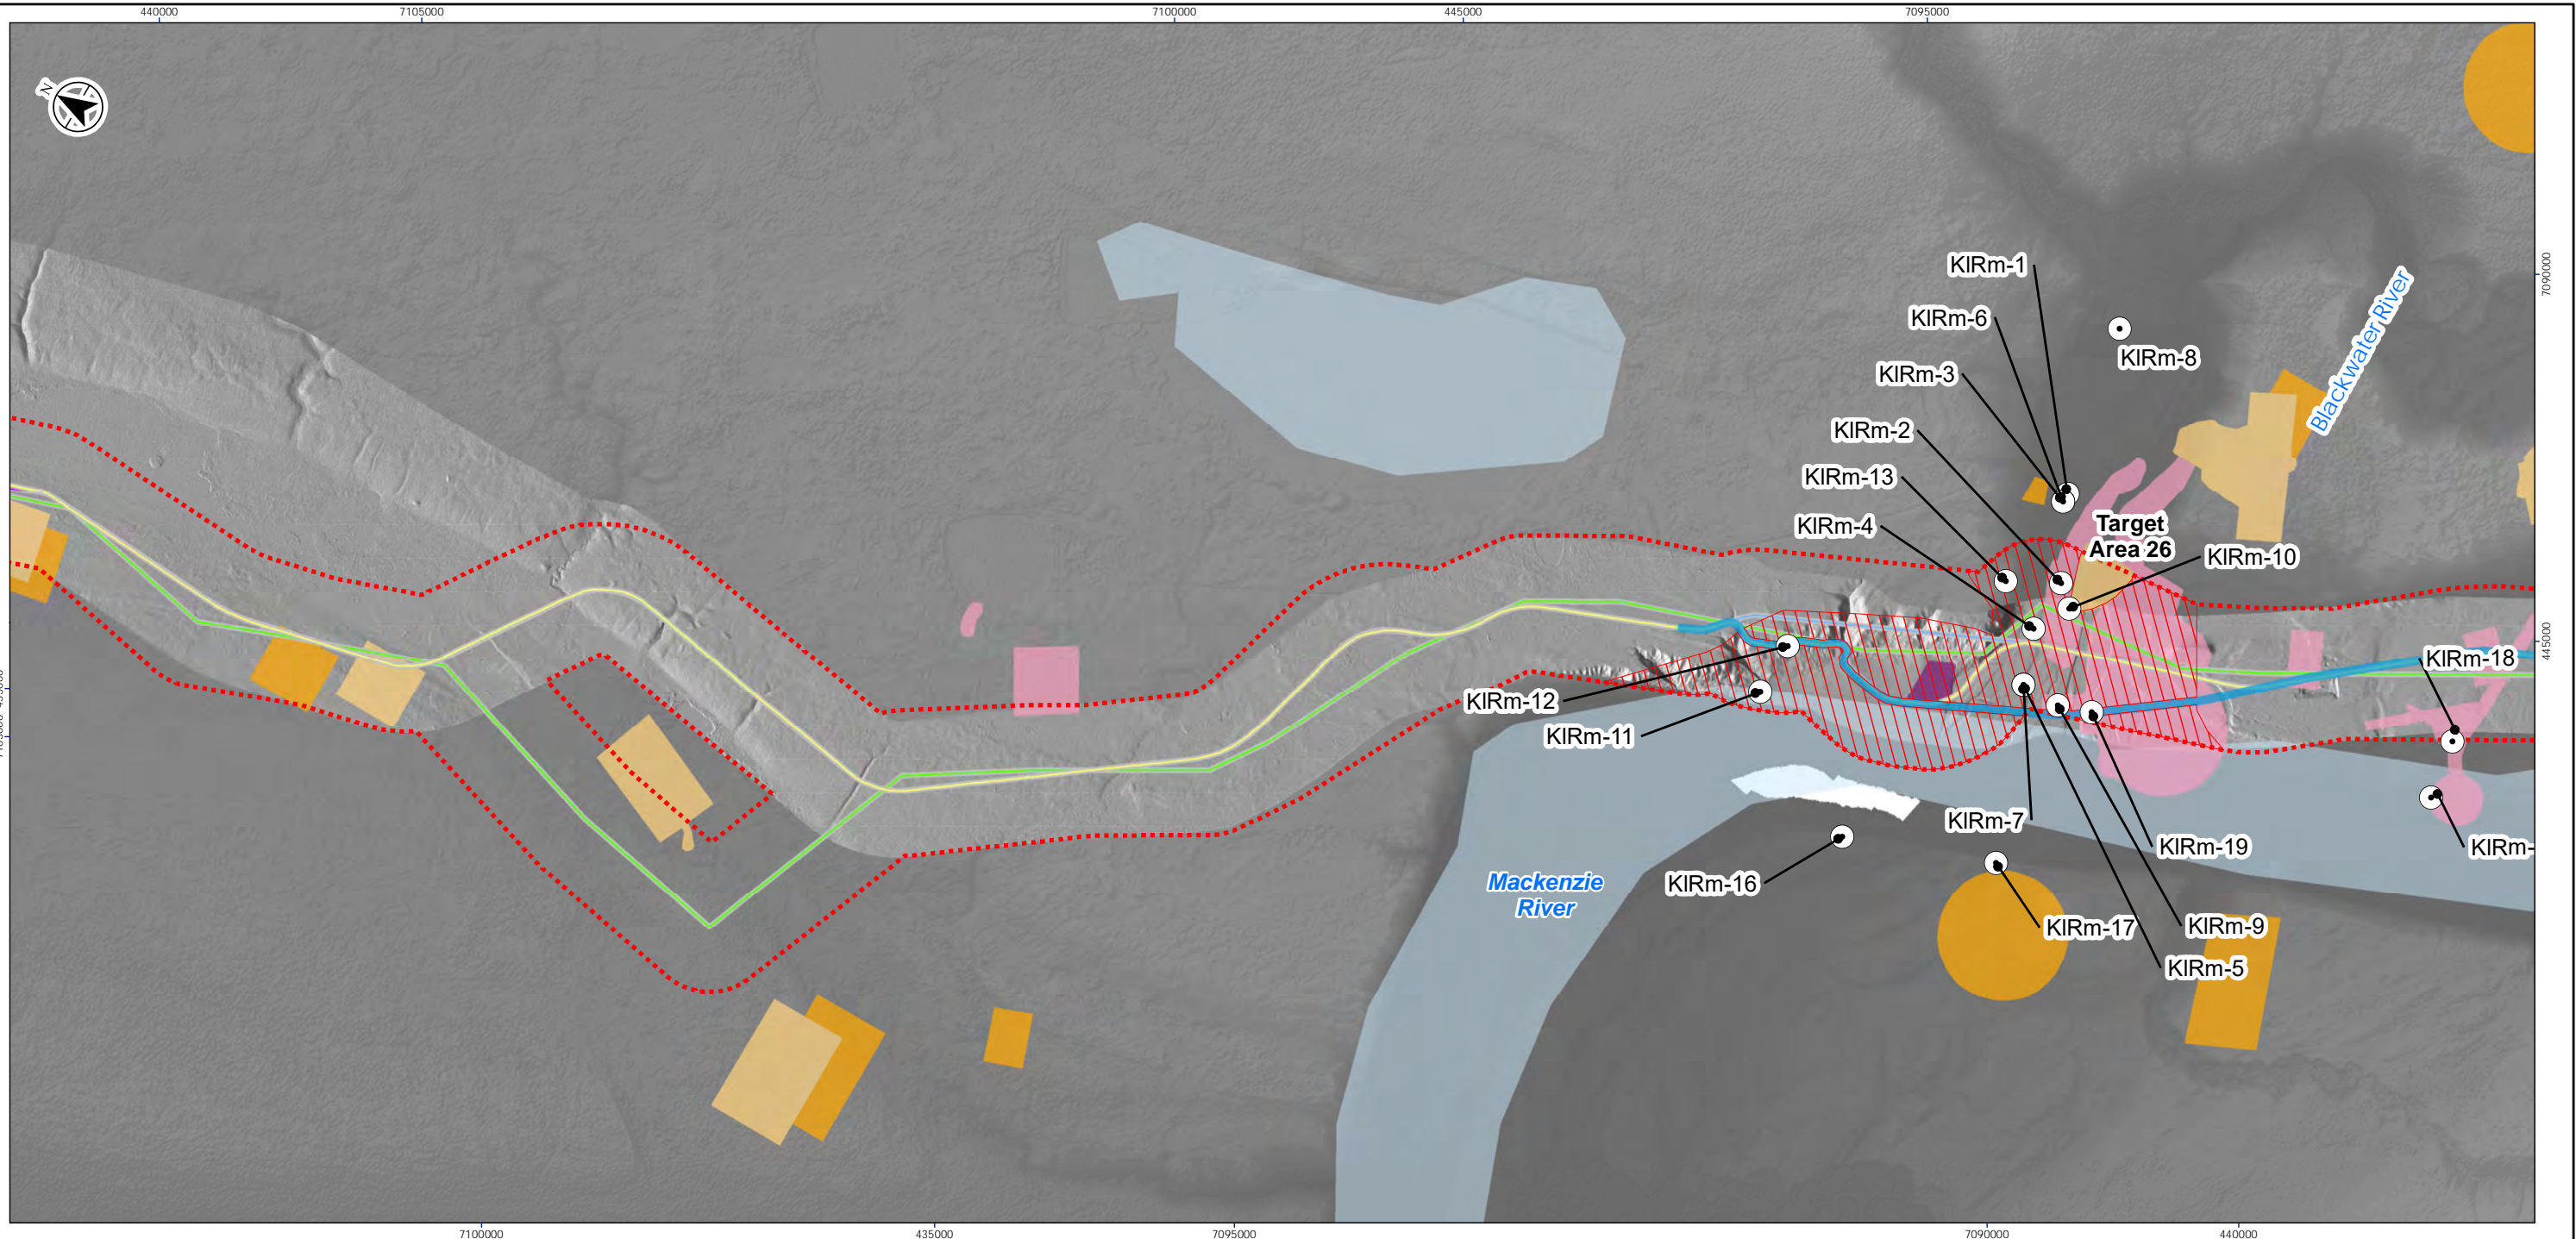 440000
7105000
7100000
445000
7095000
N
KIRm-1
7090000
KIRm-6
KIRm-8
KIRm-3
Blackwater River
KIRm-2
KIRm-13
Target
Area 26
KIRm-4
KIRm-10
445000
KIRm-18
KIRm-12
KIRm-11
KIRm-7
KIRm-19
KIRm-
Mackenzie
River
KIRm-16
KIRm-17
KIRm-9
KIRm-5
7100000
435000
7095000
7090000
440000